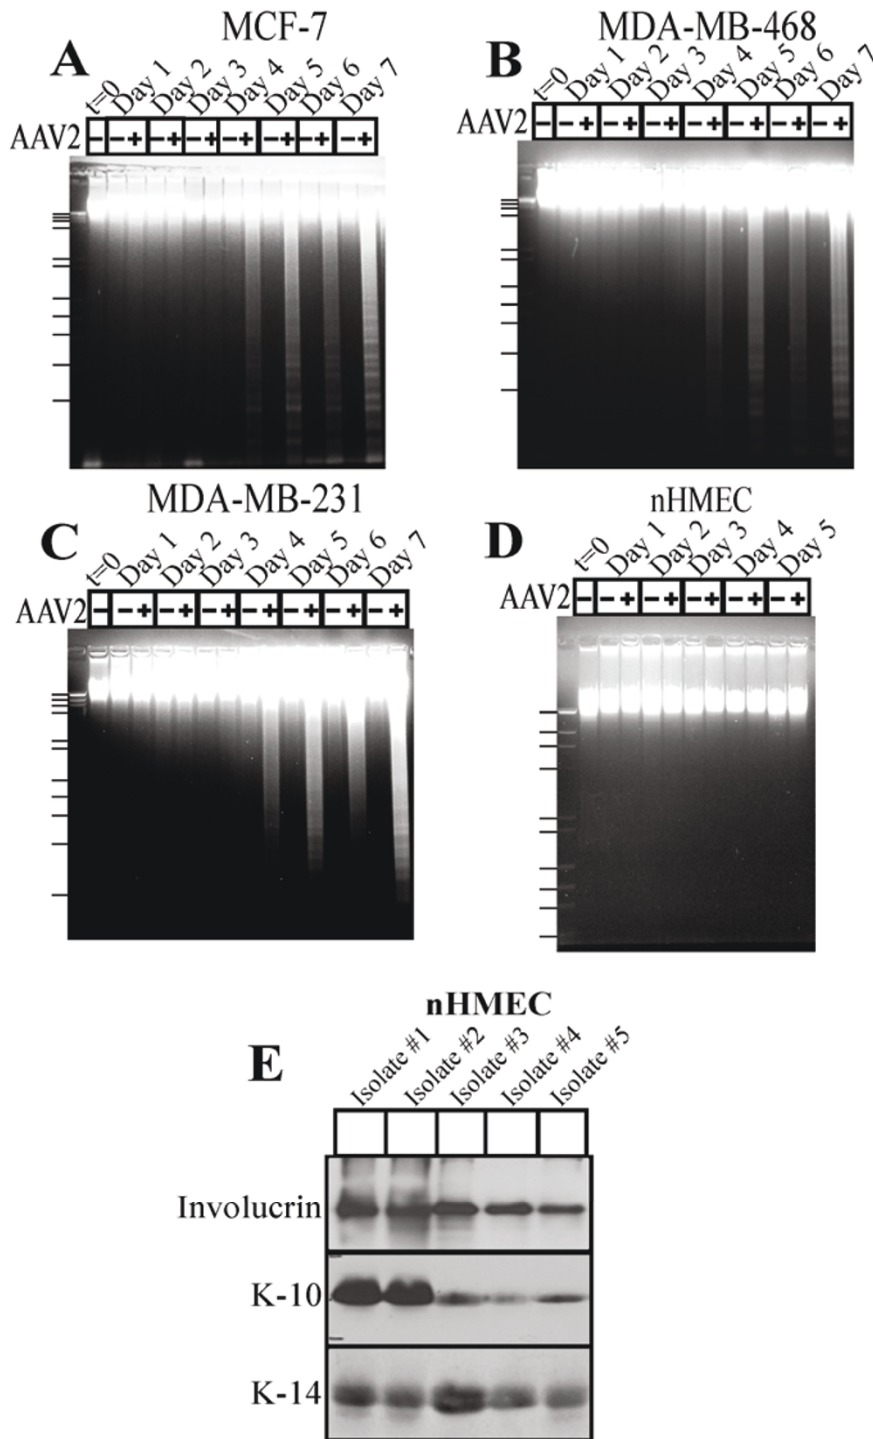 MCF-7
A
t=0 Day 1 Day 2 Day 3 Day 4 Day 5 Day 6 Day 7
AAV2 - -+ -+ -+ -+ -+ -+ -+
MDA-MB-468
B
t=0 Day 1 Day 2 Day 3 Day 4 Day 5 Day 6 Day 7
AAV2 - -+ -+ -+ -+ -+ -+ -+
MDA-MB-231
C
t=0 Day 1 Day 2 Day 3 Day 4 Day 5 Day 6 Day 7
AAV2 - -+ -+ -+ -+ -+ -+ -+
nHMEC
D
t=0 Day 1 Day 2 Day 3 Day 4 Day 5
AAV2 - -+ -+ -+ -+ -+
nHMEC
E
Isolate #1 Isolate #2 Isolate #3 Isolate #4 Isolate #5
Involucrin
K-10
K-14